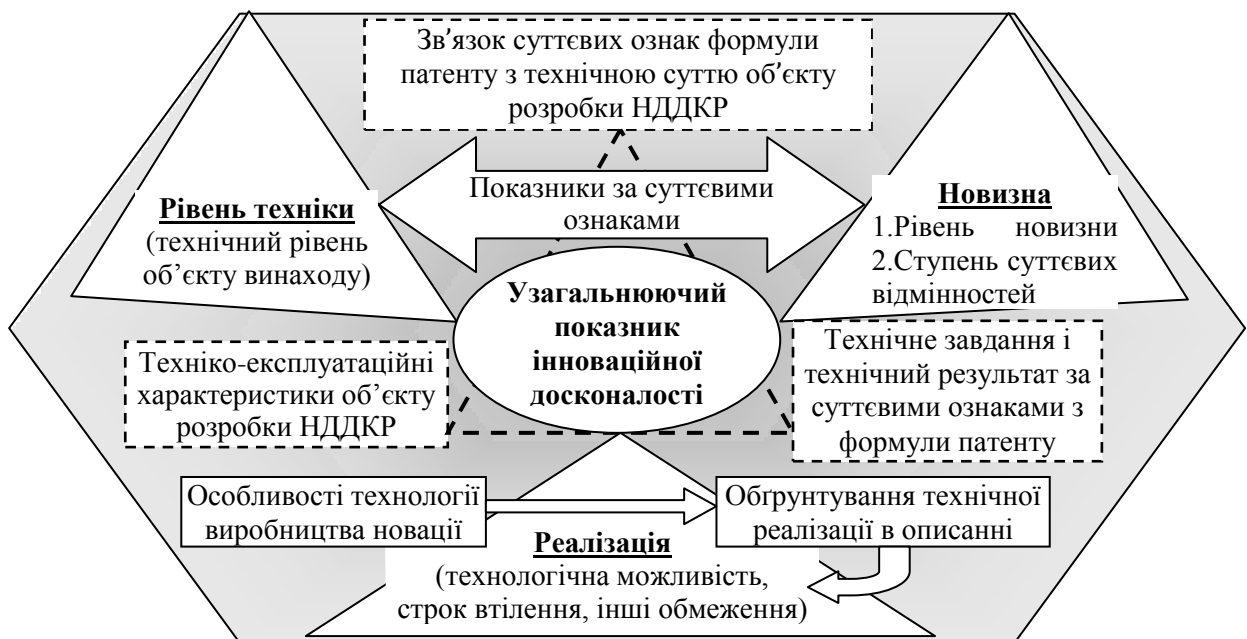 Зв'язок суттєвих ознак формули
патенту з технічною суттю об'єкту
розробки НДДКР
Показники за суттєвими
ознаками
Рівень техніки
(технічний рівень
об’єкту винаходу)
Новизна
1.Рівень новизни
2.Ступень суттєвих
відмінностей
Узагальнюючий
показник
інноваційної
досконалості
Техніко-експлуатаційні
характеристики об’єкту
розробки НДДКР
Технічне завдання і
технічний результат за
суттєвими ознаками з
формули патенту
Особливості технології
виробництва новації
Обґрунтування технічної
реалізації в описанні
Реалізація
(технологічна можливість,
строк втілення, інші обмеження)